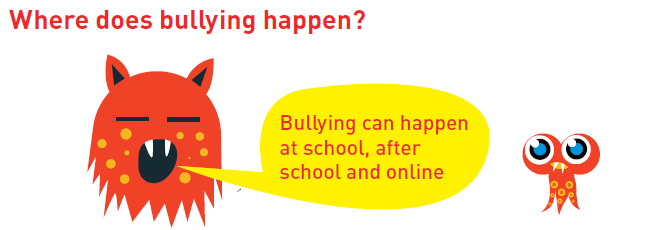 Where does bullying happen?
Bullying can happen
at school, after
school and online